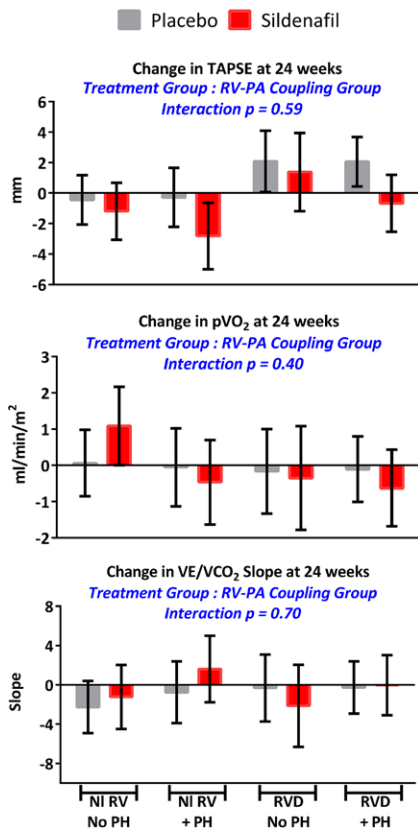 Placebo Sildenafil
Change in TAPSE at 24 weeks
Treatment Group : RV-PA Coupling Group
Interaction p = 0.59
6
4
2
0
-2
-4
-6
mm
Change in pVO₂ at 24 weeks
Treatment Group : RV-PA Coupling Group
Interaction p = 0.40
3
2
1
0
-1
-2
ml/min/m²
Change in VE/VCO₂ Slope at 24 weeks
Treatment Group : RV-PA Coupling Group
Interaction p = 0.70
8
4
0
-4
-8
Slope
Nl RV Nl RV RVD RVD
No PH + PH No PH + PH